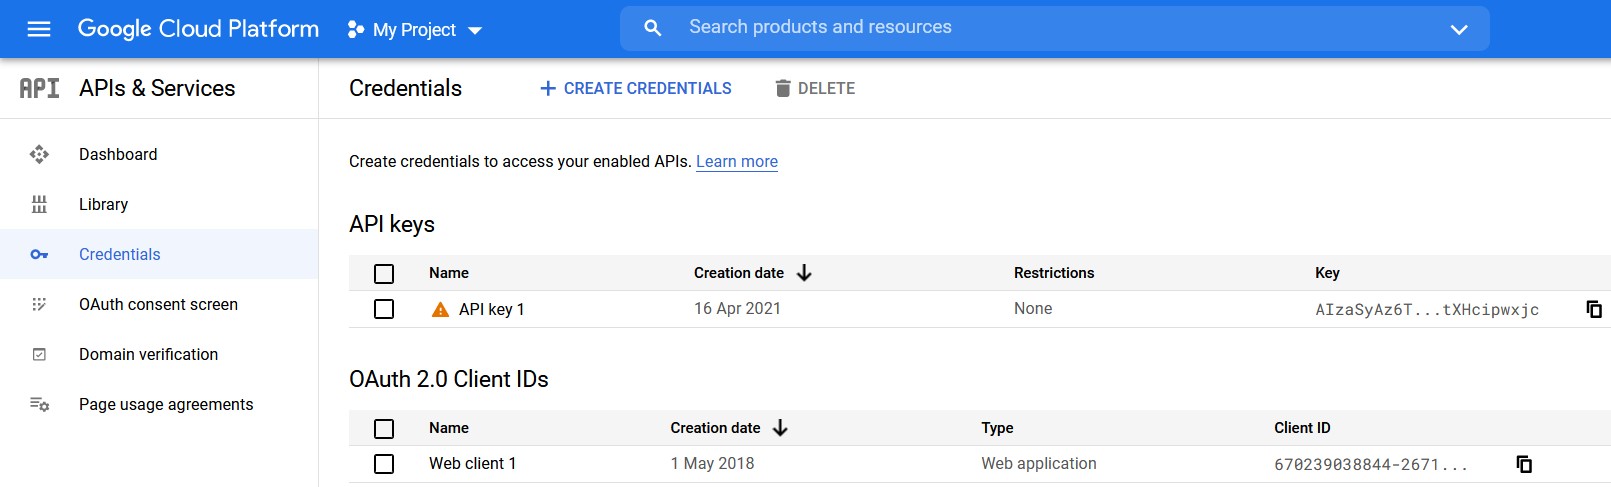 Google Cloud Platform My Project Search products and resources
API APIs & Services Credentials CREATE CREDENTIALS DELETE
Dashboard
Library
Credentials
OAuth consent screen
Domain verification
Page usage agreements
Create credentials to access your enabled APIs. Learn more
API keys
Name Creation date Restrictions Key
API key 1 16 Apr 2021 None AIzaSyAz6T...tXHcipwxjc
OAuth 2.0 Client IDs
Name Creation date Type Client ID
Web client 1 1 May 2018 Web application 670239038844-2671...